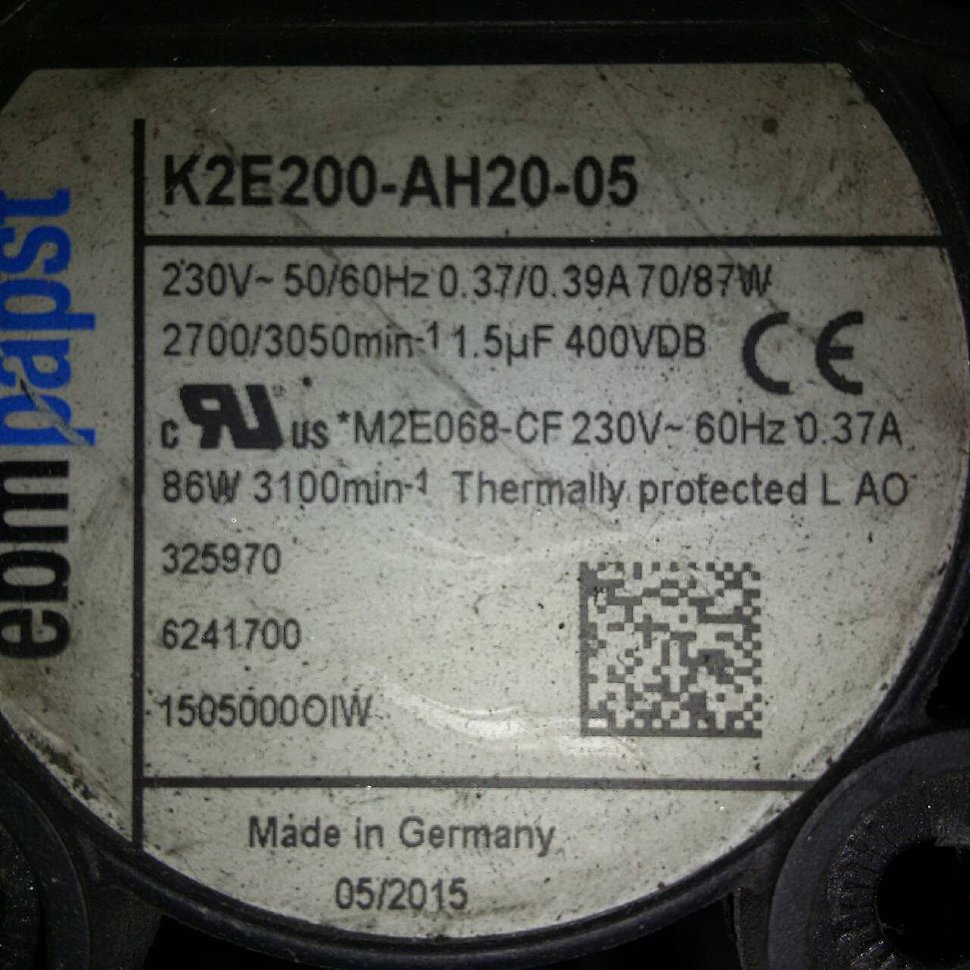 ebmpapst
K2E200-AH20-05
230V~ 50/60Hz 0.37/0.39A 70/87W
2700/3050min-1 1.5µF 400VDB
CE
c RU us *M2E068-CF 230V~ 60Hz 0.37A
86W 3100min-1 Thermally protected L AO
325970
6241700
1505000OIW
Made in Germany
05/2015